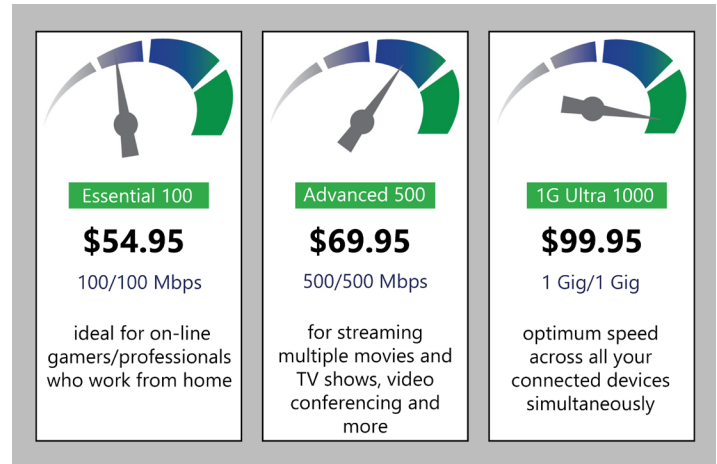 Essential 100
$54.95
100/100 Mbps
ideal for on-line
gamers/professionals
who work from home
Advanced 500
$69.95
500/500 Mbps
for streaming
multiple movies and
TV shows, video
conferencing and
more
1G Ultra 1000
$99.95
1 Gig/1 Gig
optimum speed
across all your
connected devices
simultaneously